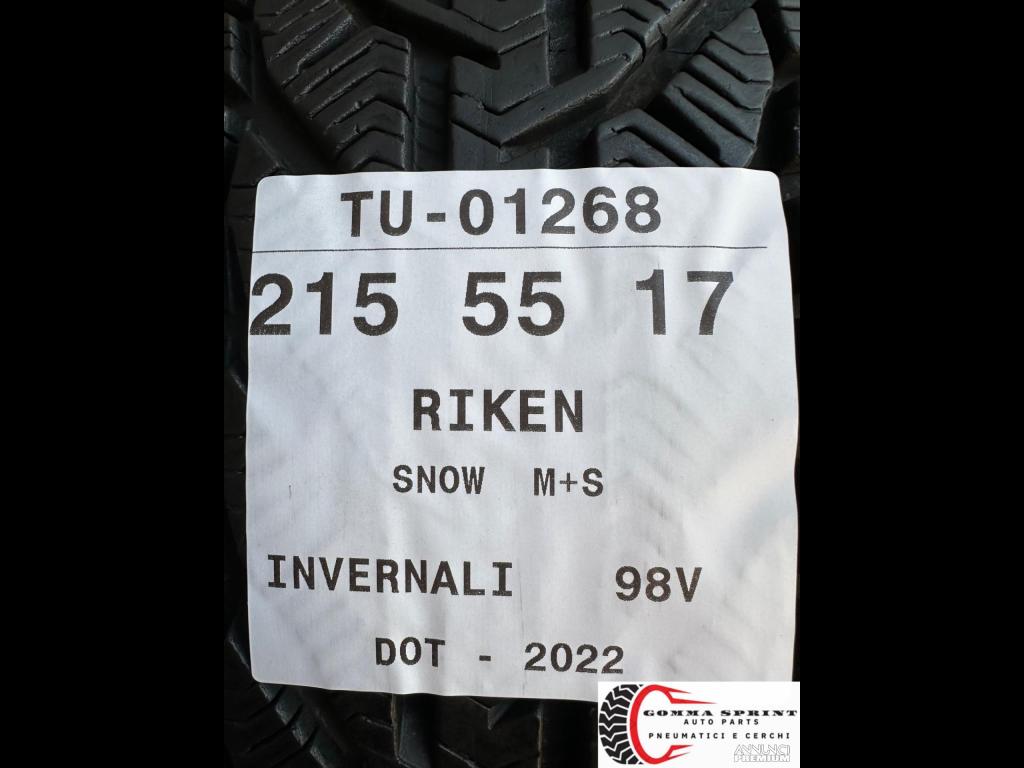 TU-01268
215 55 17
RIKEN
SNOW M+S
INVERNALI 98V
DOT - 2022
GOMMA SPRINT
AUTO PARTS
PNEUMATICI E CERCHI
ANNUNCI
PREMIUM